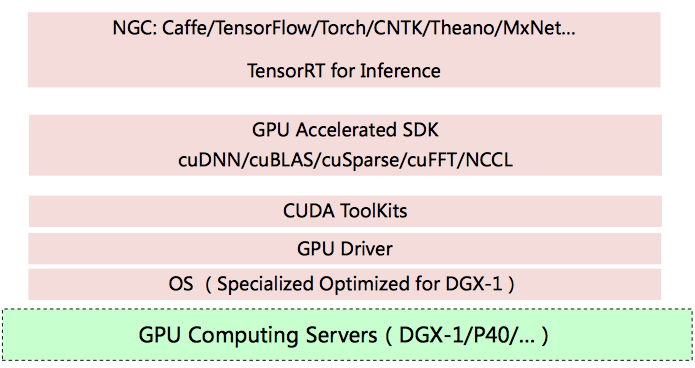 NGC: Caffe/TensorFlow/Torch/CNTK/Theano/MxNet...
TensorRT for Inference
GPU Accelerated SDK
cuDNN/cuBLAS/cuSparse/cuFFT/NCCL
CUDA ToolKits
GPU Driver
OS （Specialized Optimized for DGX-1）
GPU Computing Servers（DGX-1/P40/...）